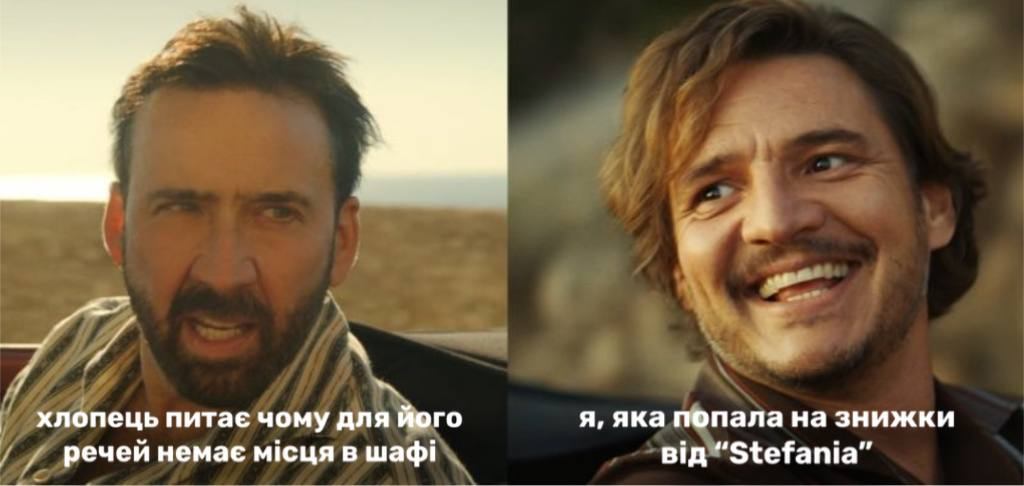 хлопець питає чому для його
речей немає місця в шафі
я, яка попала на знижки
від “Stefania”